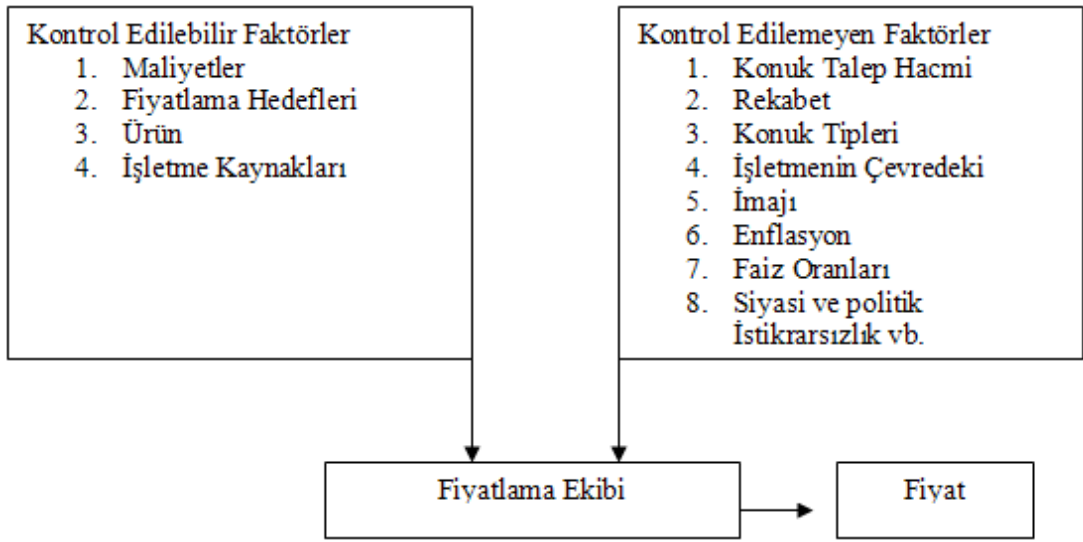 Kontrol Edilebilir Faktörler
1. Maliyetler
2. Fiyatlama Hedefleri
3. Ürün
4. İşletme Kaynakları
Kontrol Edilemeyen Faktörler
1. Konuk Talep Hacmi
2. Rekabet
3. Konuk Tipleri
4. İşletmenin Çevredeki
5. İmajı
6. Enflasyon
7. Faiz Oranları
8. Siyasi ve politik
İstikrarsızlık vb.
Fiyatlama Ekibi
Fiyat